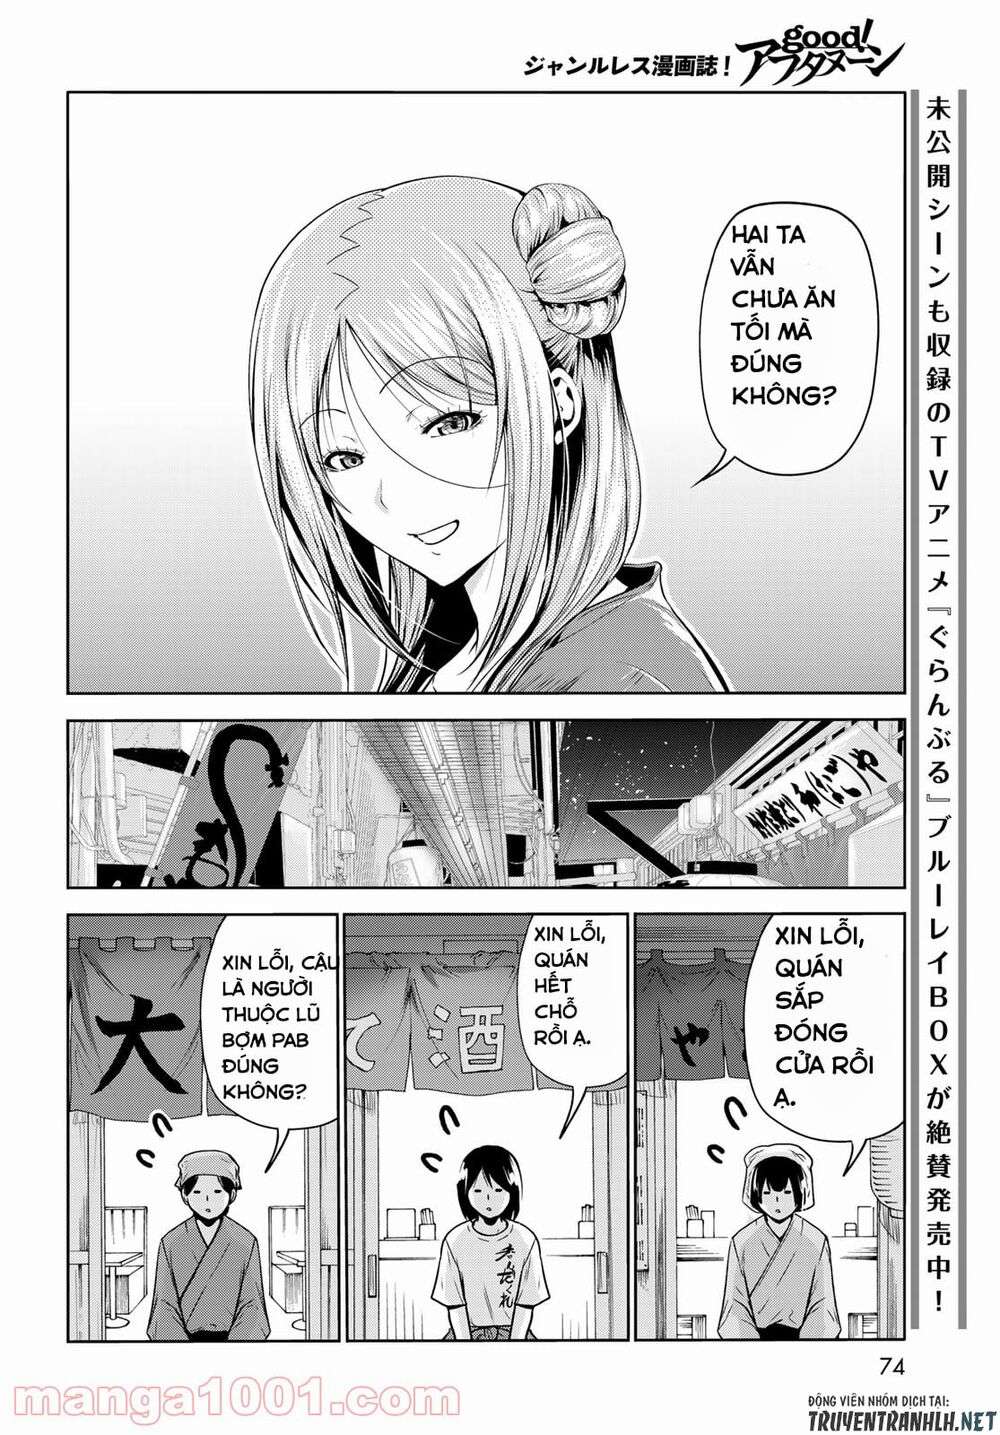 ジャンルレス漫画誌!
good!
アフタヌーン
未公開シーンも収録のTVアニメ『ぐらんぶる』ブルーレイBOXが絶賛発売中!
HAI TA
VẪN
CHƯA ĂN
TỐI MÀ
ĐÚNG
KHÔNG?
XIN LỖI,
QUÁN
SẮP
ĐÓNG
CỬA RỒI
Ạ.
や
XIN LỖI,
QUÁN
HẾT
CHỖ
RỒI Ạ.
酒
て
XIN LỖI, CẬU
LÀ NGƯỜI
THUỘC LŨ
BỢM PAB
ĐÚNG
KHÔNG?
大
74
manga1001.com
ĐỘNG VIÊN NHÓM DỊCH TẠI:
TRUYENTRANHLH.NET